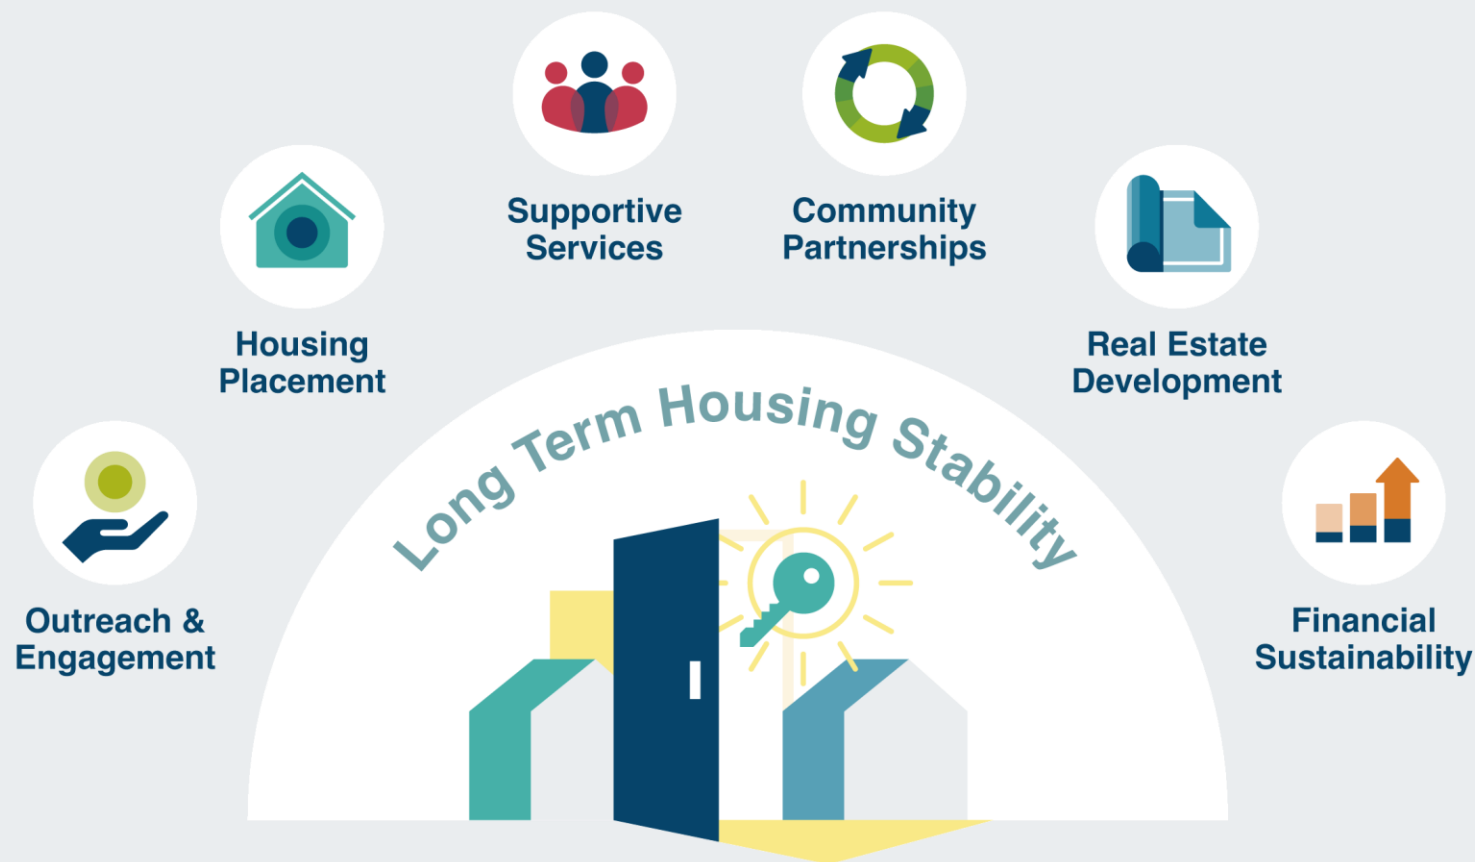 Supportive
Services
Community
Partnerships
Housing
Placement
Real Estate
Development
Long Term Housing Stability
Outreach &
Engagement
Financial
Sustainability